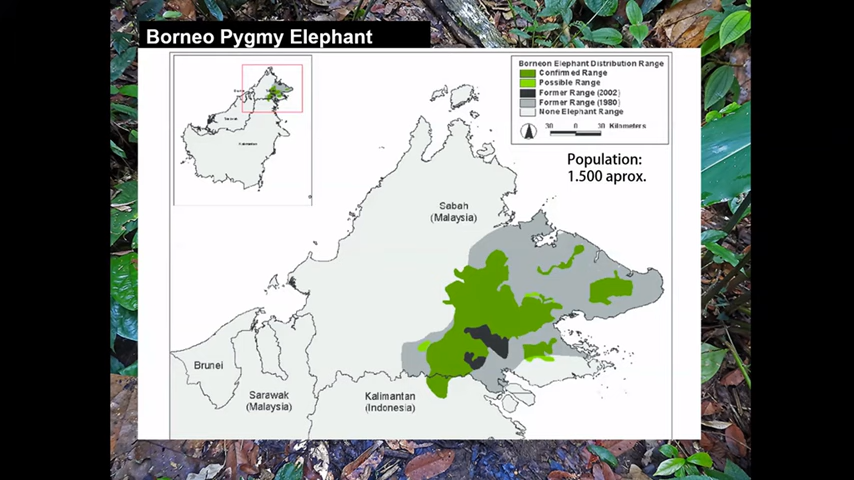 Borneo Pygmy Elephant
Borneon Elephant Distribution Range
Confirmed Range
Possible Range
Former Range (2002)
Former Range (1980)
None Elephant Range
30 0 30 Kilometers
Population:
1.500 aprox.
Sabah
(Malaysia)
Brunei
Sarawak
(Malaysia)
Kalimantan
(Indonesia)